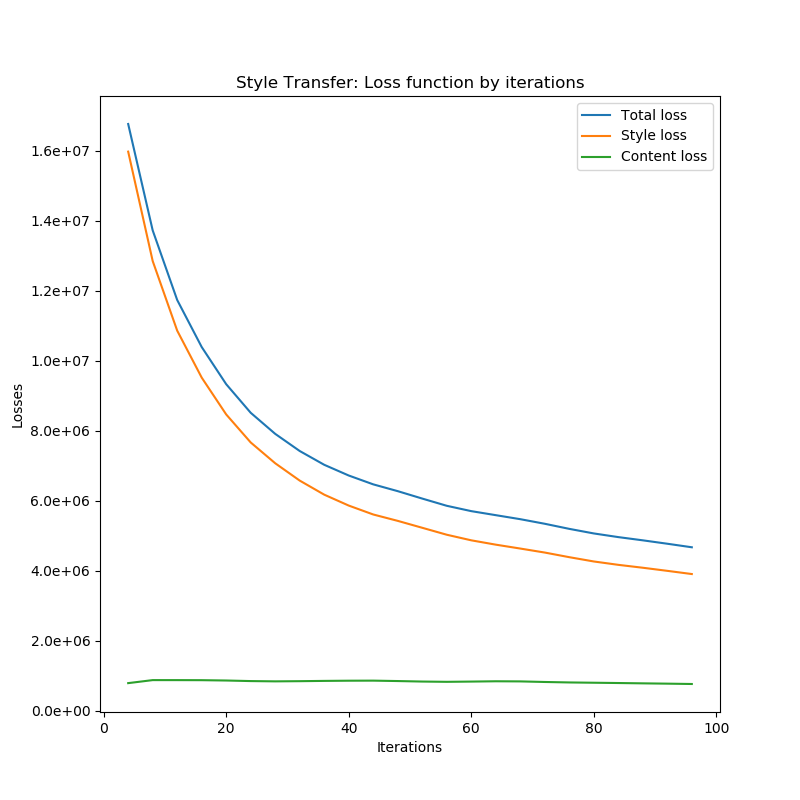 Style Transfer: Loss function by iterations
Total loss
Style loss
Content loss
1.6e+07
1.4e+07
1.2e+07
1.0e+07
8.0e+06
6.0e+06
4.0e+06
2.0e+06
0.0e+00
Losses
0 20 40 60 80 100
Iterations